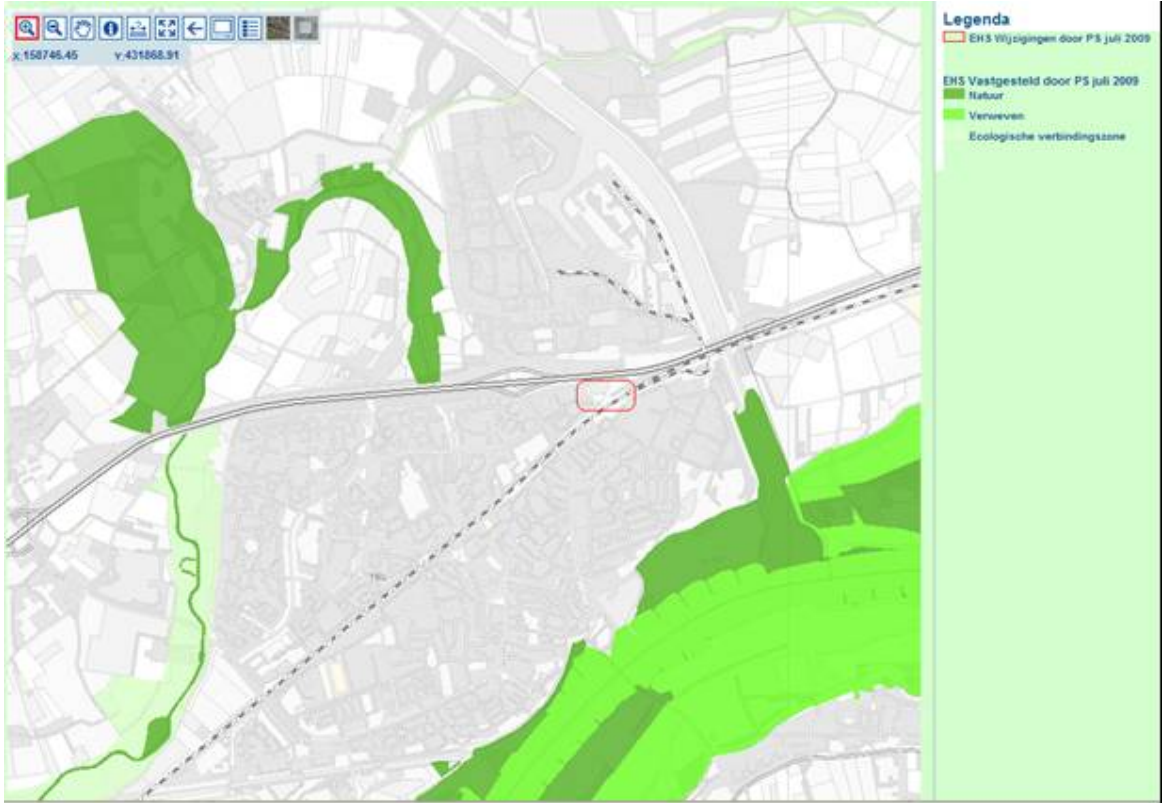 X:158746.45 Y:431868.91
Legenda
EHS Wijzigingen door PS juli 2009
EHS Vastgesteld door PS juli 2009
Natuur
Verweven
Ecologische verbindingszone